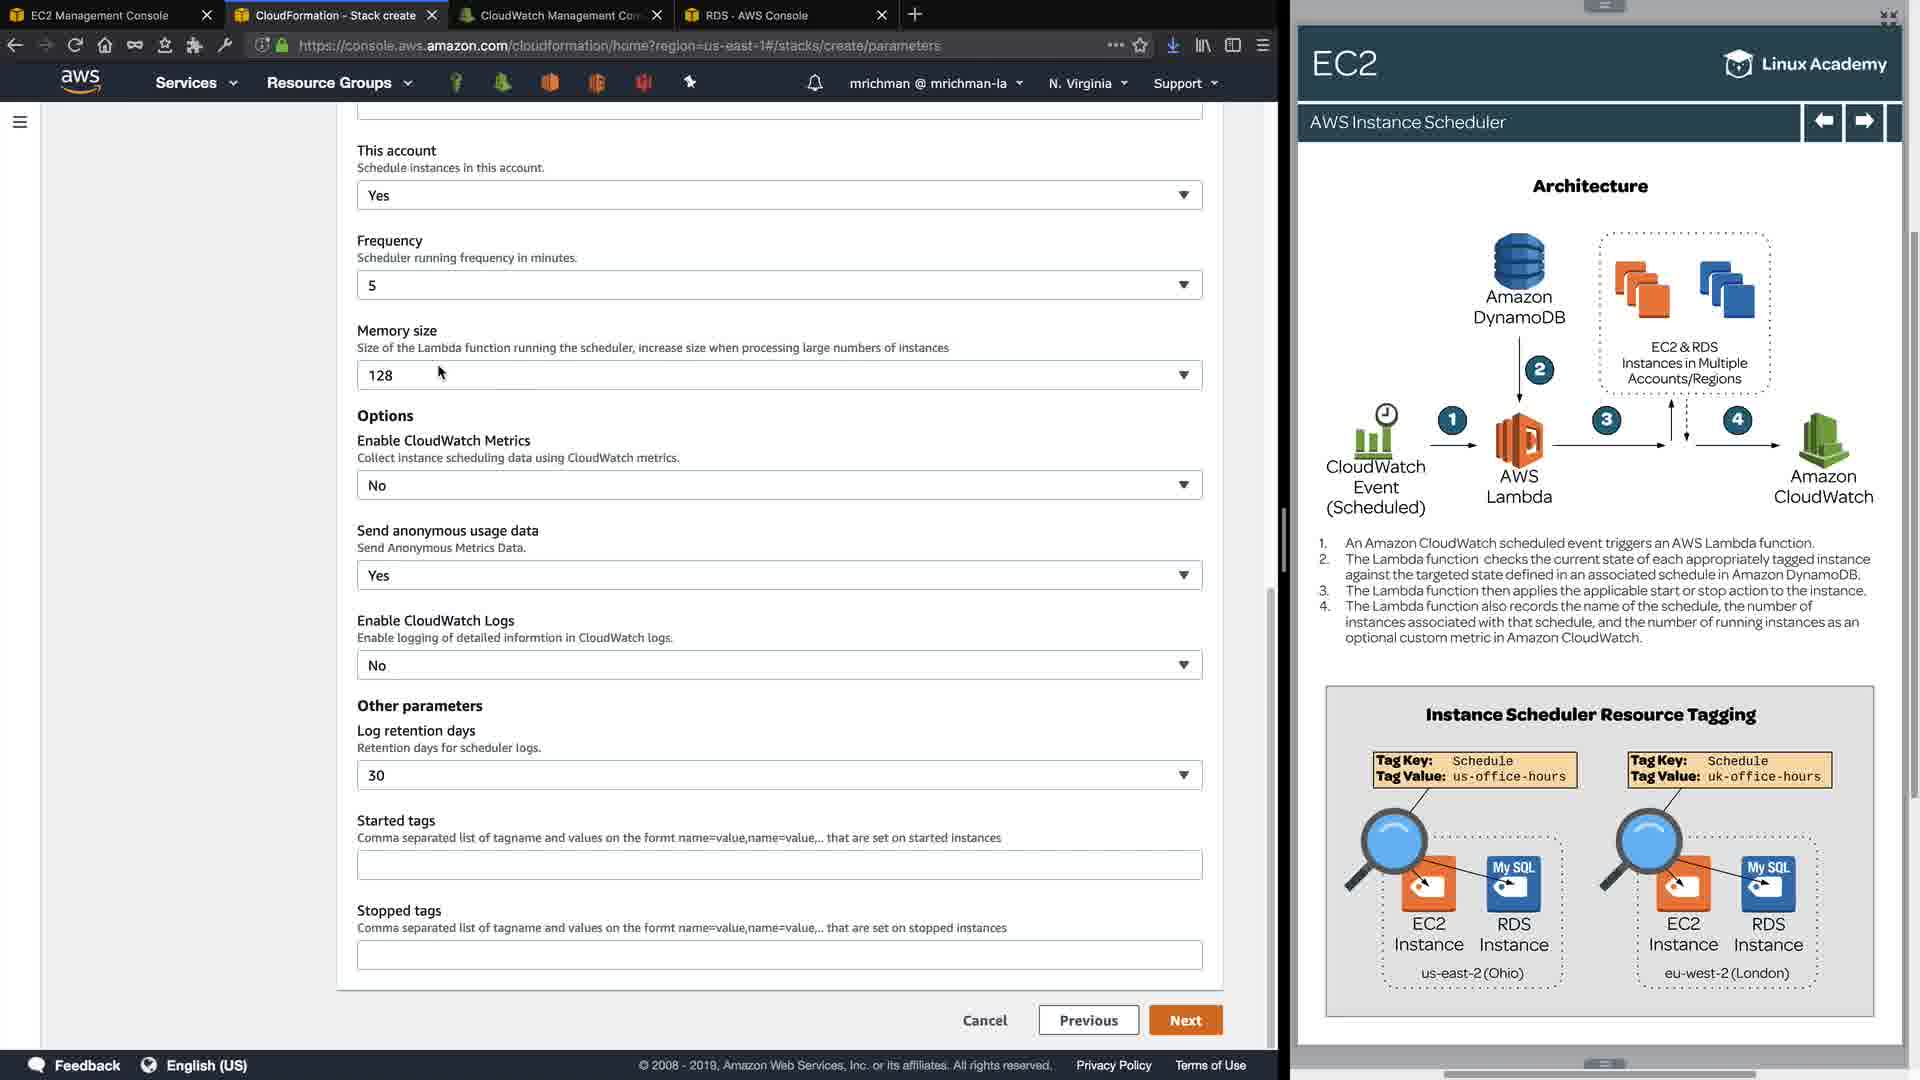 EC2 Management Console
CloudFormation - Stack create
CloudWatch Management Con
RDS - AWS Console
https://console.aws.amazon.com/cloudformation/home?region=us-east-1#/stacks/create/parameters
aws
Services
Resource Groups
mrichman @ mrichman-la
N. Virginia
Support
This account
Schedule instances in this account.
Yes
Frequency
Scheduler running frequency in minutes.
5
Memory size
Size of the Lambda function running the scheduler, increase size when processing large numbers of instances
128
Options
Enable CloudWatch Metrics
Collect instance scheduling data using CloudWatch metrics.
No
Send anonymous usage data
Send Anonymous Metrics Data.
Yes
Enable CloudWatch Logs
Enable logging of detailed informtion in CloudWatch logs.
No
Other parameters
Log retention days
Retention days for scheduler logs.
30
Started tags
Comma separated list of tagname and values on the formt name=value,name=value,.. that are set on started instances
Stopped tags
Comma separated list of tagname and values on the formt name=value,name=value,.. that are set on stopped instances
Cancel
Previous
Next
Feedback
English (US)
© 2008 - 2019, Amazon Web Services, Inc. or its affiliates. All rights reserved.
Privacy Policy
Terms of Use
EC2
Linux Academy
AWS Instance Scheduler
Architecture
Amazon
DynamoDB
EC2 & RDS
Instances in Multiple
Accounts/Regions
2
1
3
4
CloudWatch
Event
(Scheduled)
AWS
Lambda
Amazon
CloudWatch
1. An Amazon CloudWatch scheduled event triggers an AWS Lambda function.
2. The Lambda function checks the current state of each appropriately tagged instance
against the targeted state defined in an associated schedule in Amazon DynamoDB.
3. The Lambda function then applies the applicable start or stop action to the instance.
4. The Lambda function also records the name of the schedule, the number of
instances associated with that schedule, and the number of running instances as an
optional custom metric in Amazon CloudWatch.
Instance Scheduler Resource Tagging
Tag Key: Schedule
Tag Value: us-office-hours
Tag Key: Schedule
Tag Value: uk-office-hours
My SQL
My SQL
EC2
Instance
RDS
Instance
EC2
Instance
RDS
Instance
us-east-2 (Ohio)
eu-west-2 (London)